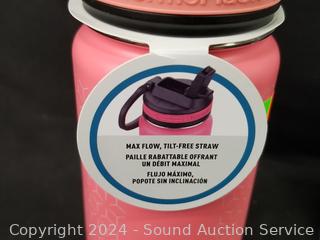 MAX FLOW, TILT-FREE STRAW
PAILLE RABATTABLE OFFRANT
UN DÉBIT MAXIMAL
FLUJO MÁXIMO,
POPOTE SIN INCLINACIÓN
Copyright 2024 - Sound Auction Service